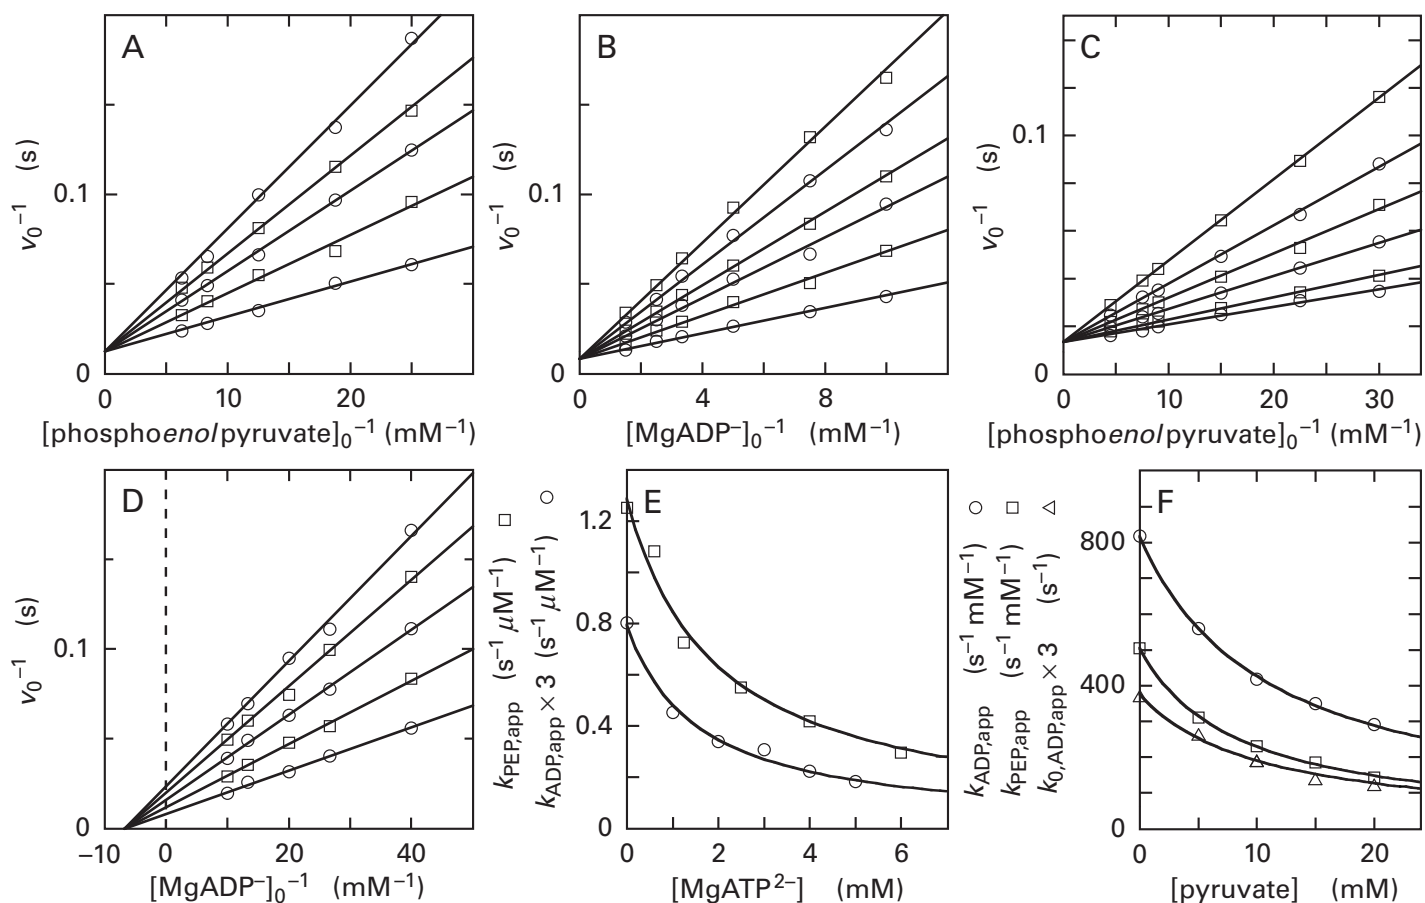 A
v₀⁻¹ (s)
0.1
0
0 10 20
[phosphoenolpyruvate]₀⁻¹ (mM⁻¹)
B
v₀⁻¹ (s)
0.1
0
0 4 8
[MgADP⁻]₀⁻¹ (mM⁻¹)
C
v₀⁻¹ (s)
0.1
0
0 10 20 30
[phosphoenolpyruvate]₀⁻¹ (mM⁻¹)
D
v₀⁻¹ (s)
0.1
0
−10 0 20 40
[MgADP⁻]₀⁻¹ (mM⁻¹)
E
k_PEP,app (s⁻¹ μM⁻¹) □
k_ADP,app × 3 (s⁻¹ μM⁻¹) ○
1.2
0.8
0.4
0
0 2 4 6
[MgATP²⁻] (mM)
F
k_ADP,app (s⁻¹ mM⁻¹) ○
k_PEP,app (s⁻¹ mM⁻¹) □
k_0,ADP,app × 3 (s⁻¹) △
800
400
0
0 10 20
[pyruvate] (mM)